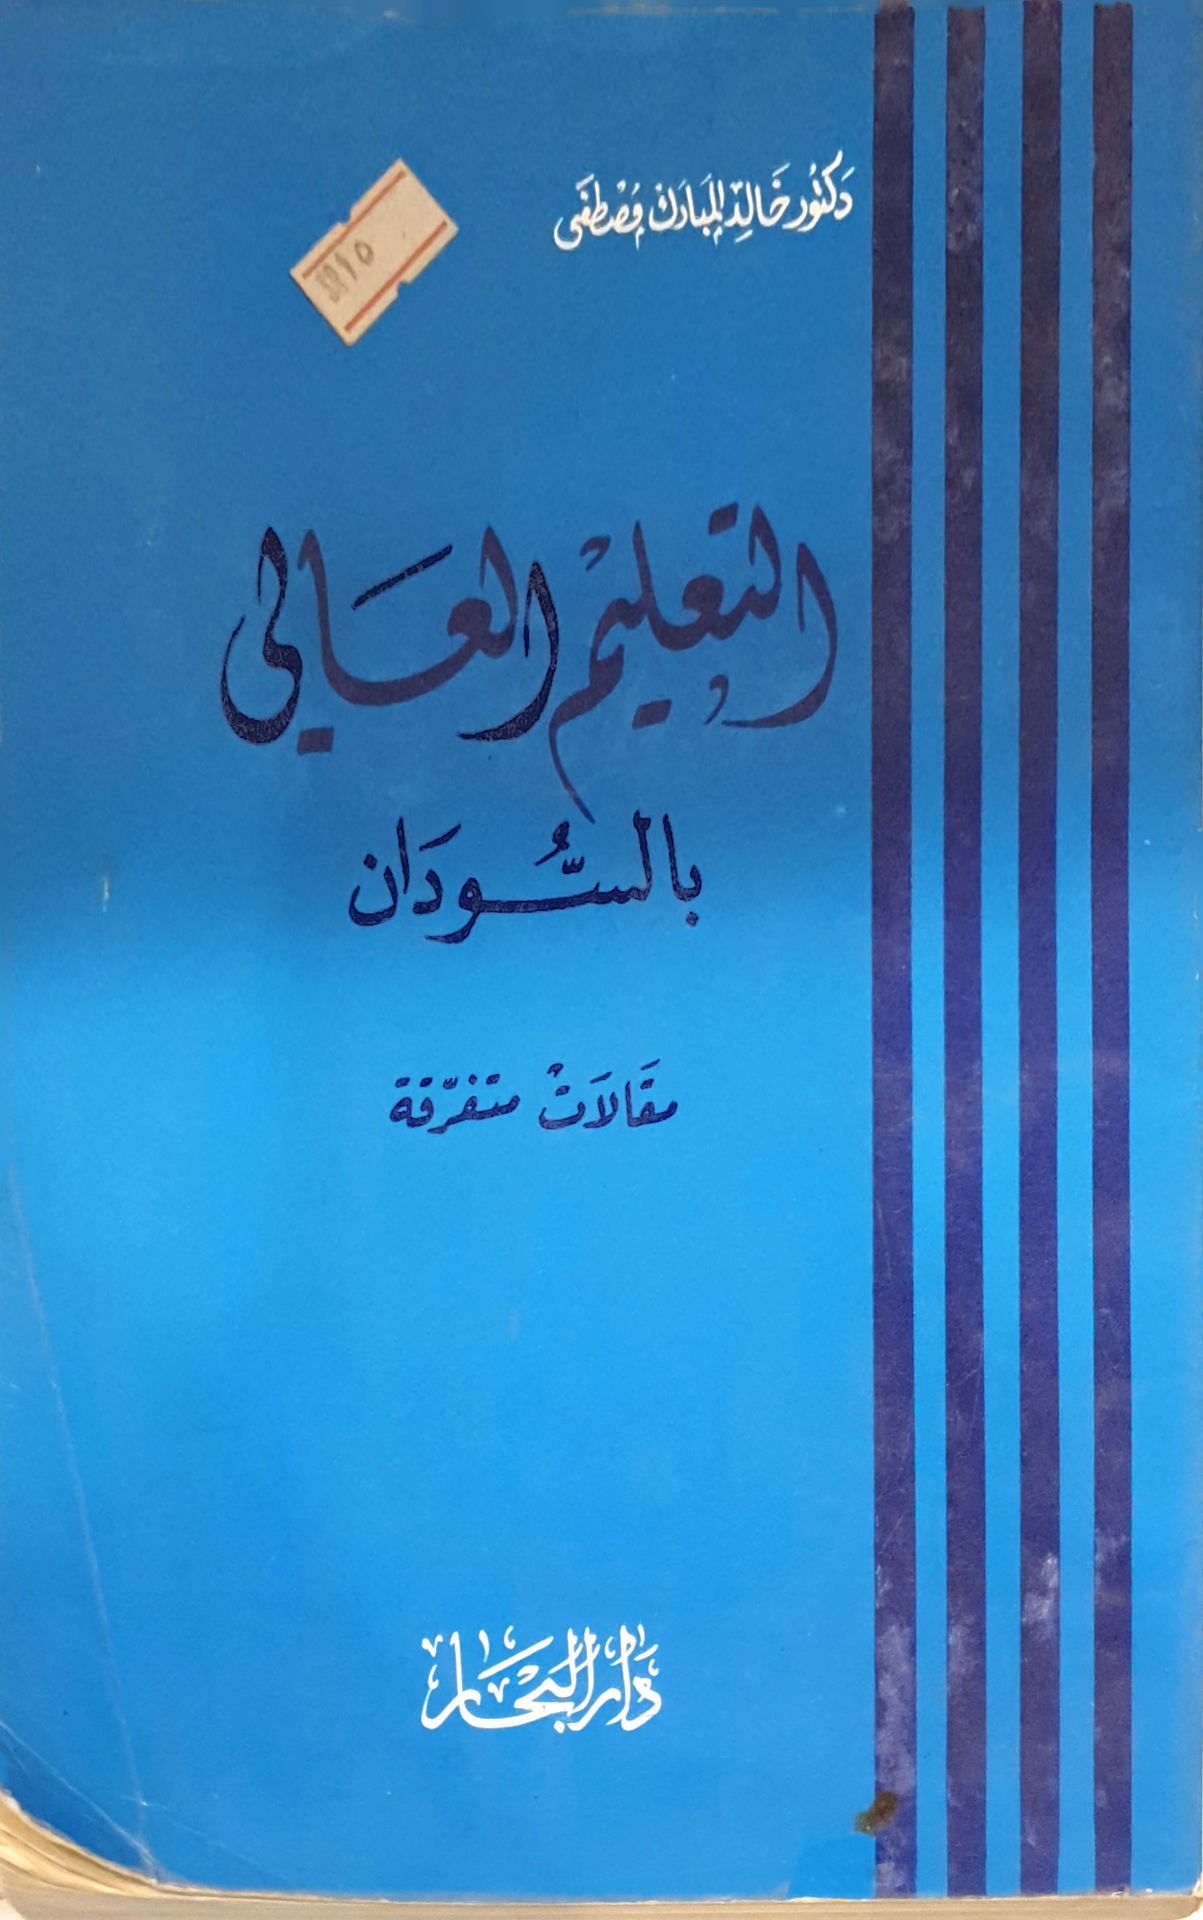 دكتور خالد المبارك مصطفى
التعليم العالي
بالسودان
مقالات متفرقة
دار البحار